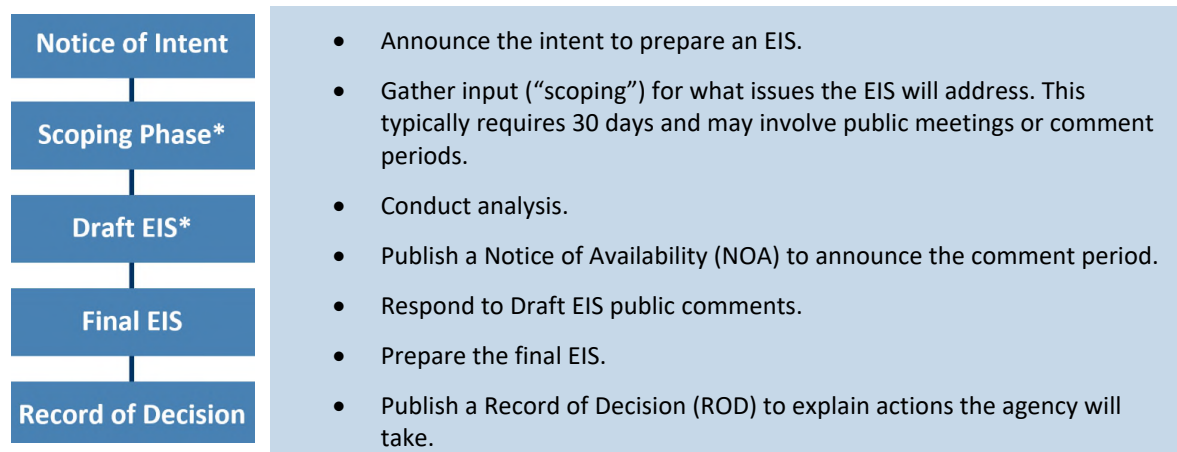 Notice of Intent
Scoping Phase*
Draft EIS*
Final EIS
Record of Decision
• Announce the intent to prepare an EIS.
• Gather input (“scoping”) for what issues the EIS will address. This
typically requires 30 days and may involve public meetings or comment
periods.
• Conduct analysis.
• Publish a Notice of Availability (NOA) to announce the comment period.
• Respond to Draft EIS public comments.
• Prepare the final EIS.
• Publish a Record of Decision (ROD) to explain actions the agency will
take.